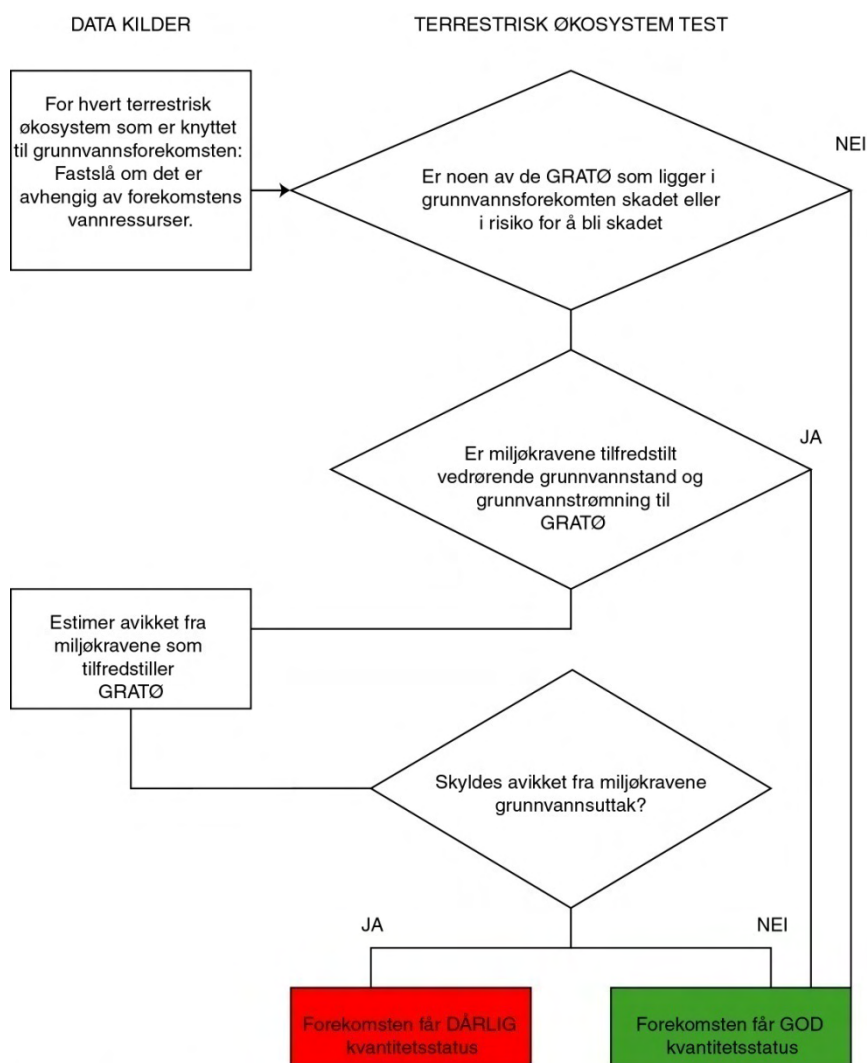 DATA KILDER
TERRESTRISK ØKOSYSTEM TEST
For hvert terrestrisk
økosystem som er knyttet
til grunnvannsforekomsten:
Fastslå om det er
avhengig av forekomstens
vannressurser.
NEI
Er noen av de GRATØ som ligger i
grunnvannsforekomten skadet eller
i risiko for å bli skadet
JA
Er miljøkravene tilfredstilt
vedrørende grunnvannstand og
grunnvannstrømning til
GRATØ
Estimer avikket fra
miljøkravene som
tilfredstiller
GRATØ
Skyldes avikket fra miljøkravene
grunnvannsuttak?
JA
NEI
Forekomsten får DÅRLIG
kvantitetsstatus
Forekomsten får GOD
kvantitetsstatus